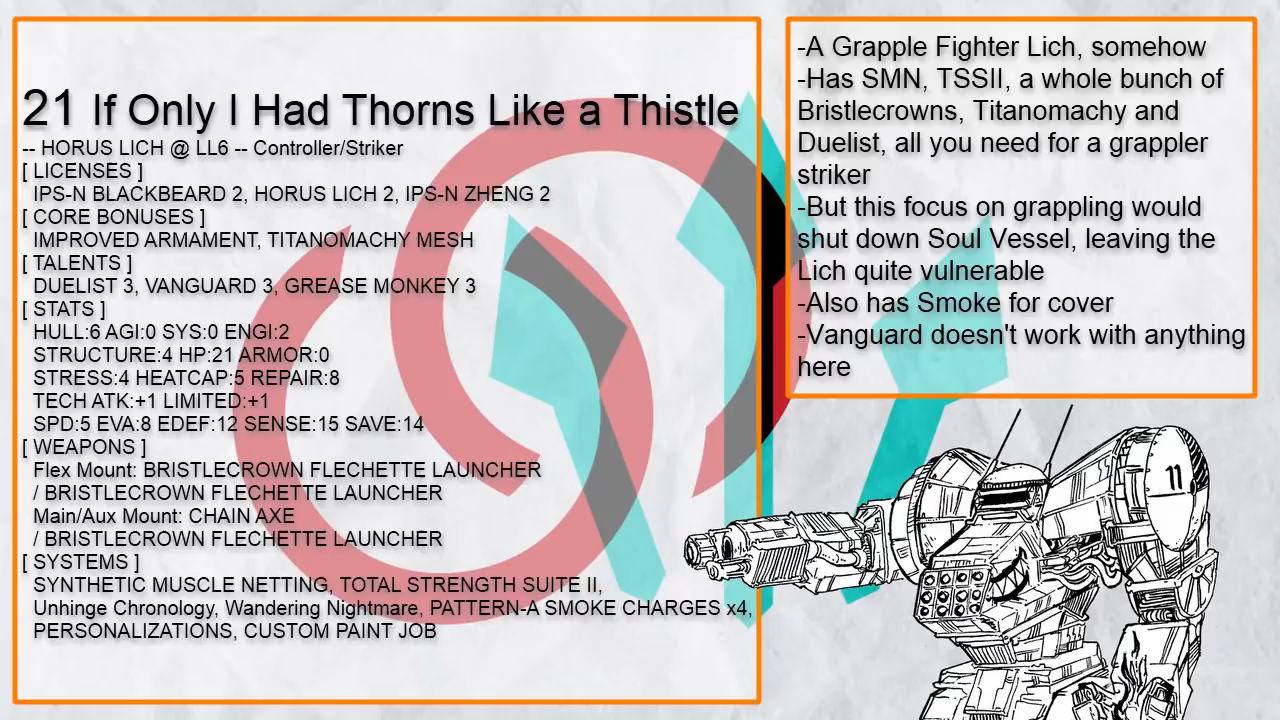 21 If Only I Had Thorns Like a Thistle
-- HORUS LICH @ LL6 -- Controller/Striker
[ LICENSES ]
IPS-N BLACKBEARD 2, HORUS LICH 2, IPS-N ZHENG 2
[ CORE BONUSES ]
IMPROVED ARMAMENT, TITANOMACHY MESH
[ TALENTS ]
DUELIST 3, VANGUARD 3, GREASE MONKEY 3
[ STATS ]
HULL:6 AGI:0 SYS:0 ENGI:2
STRUCTURE:4 HP:21 ARMOR:0
STRESS:4 HEATCAP:5 REPAIR:8
TECH ATK:+1 LIMITED:+1
SPD:5 EVA:8 EDEF:12 SENSE:15 SAVE:14
[ WEAPONS ]
Flex Mount: BRISTLECROWN FLECHETTE LAUNCHER
/ BRISTLECROWN FLECHETTE LAUNCHER
Main/Aux Mount: CHAIN AXE
/ BRISTLECROWN FLECHETTE LAUNCHER
[ SYSTEMS ]
SYNTHETIC MUSCLE NETTING, TOTAL STRENGTH SUITE II,
Unhinge Chronology, Wandering Nightmare, PATTERN-A SMOKE CHARGES x4,
PERSONALIZATIONS, CUSTOM PAINT JOB
-A Grapple Fighter Lich, somehow
-Has SMN, TSSII, a whole bunch of
Bristlecrowns, Titanomachy and
Duelist, all you need for a grappler
striker
-But this focus on grappling would
shut down Soul Vessel, leaving the
Lich quite vulnerable
-Also has Smoke for cover
-Vanguard doesn't work with anything
here
11